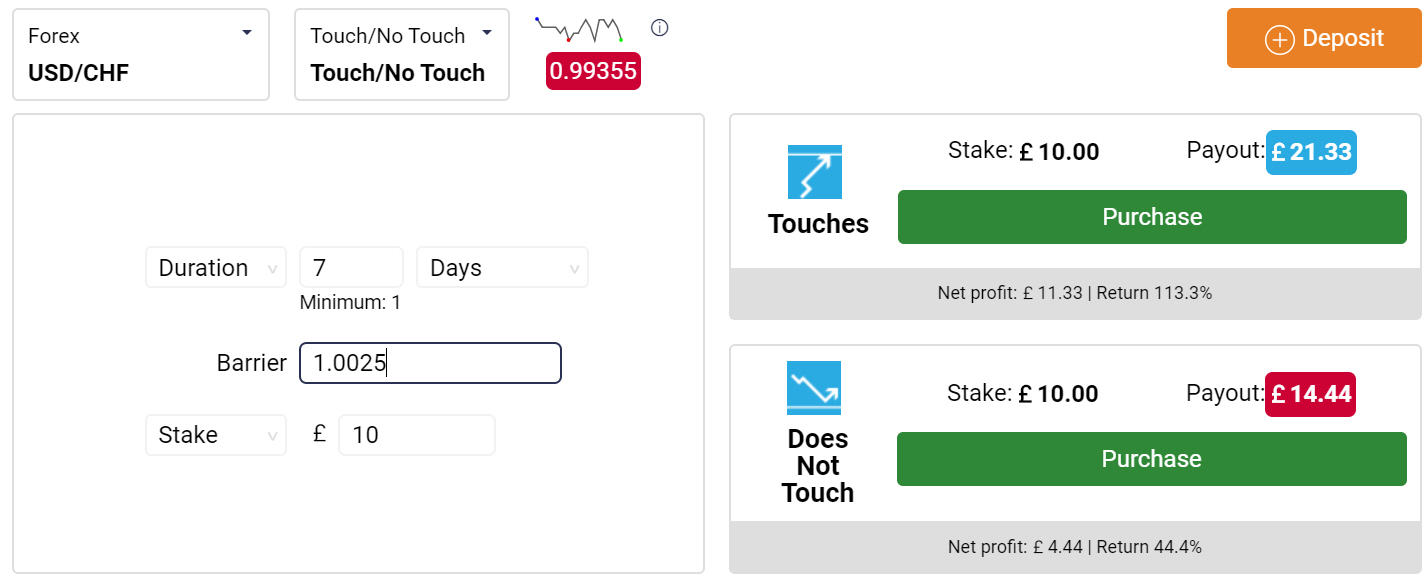 Forex
USD/CHF
Touch/No Touch
Touch/No Touch
0.99355
Deposit
Duration 7 Days
Minimum: 1
Barrier 1.0025
Stake £ 10
Touches
Stake: £ 10.00 Payout: £ 21.33
Purchase
Net profit: £ 11.33 | Return 113.3%
Does
Not
Touch
Stake: £ 10.00 Payout: £ 14.44
Purchase
Net profit: £ 4.44 | Return 44.4%